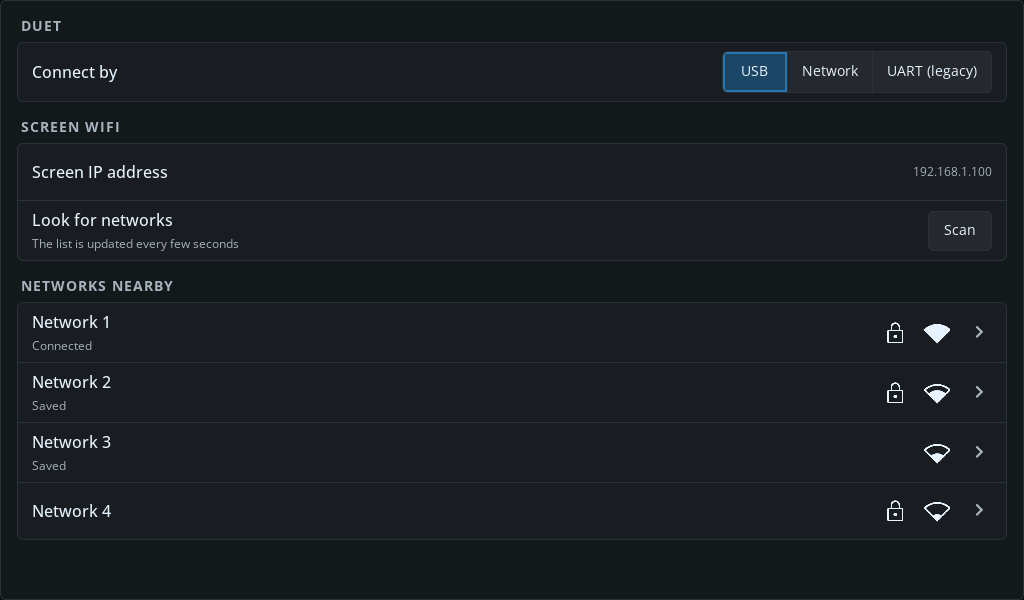 DUET
Connect by
USB
Network
UART (legacy)
SCREEN WIFI
Screen IP address
192.168.1.100
Look for networks
The list is updated every few seconds
Scan
NETWORKS NEARBY
Network 1
Connected
Network 2
Saved
Network 3
Saved
Network 4